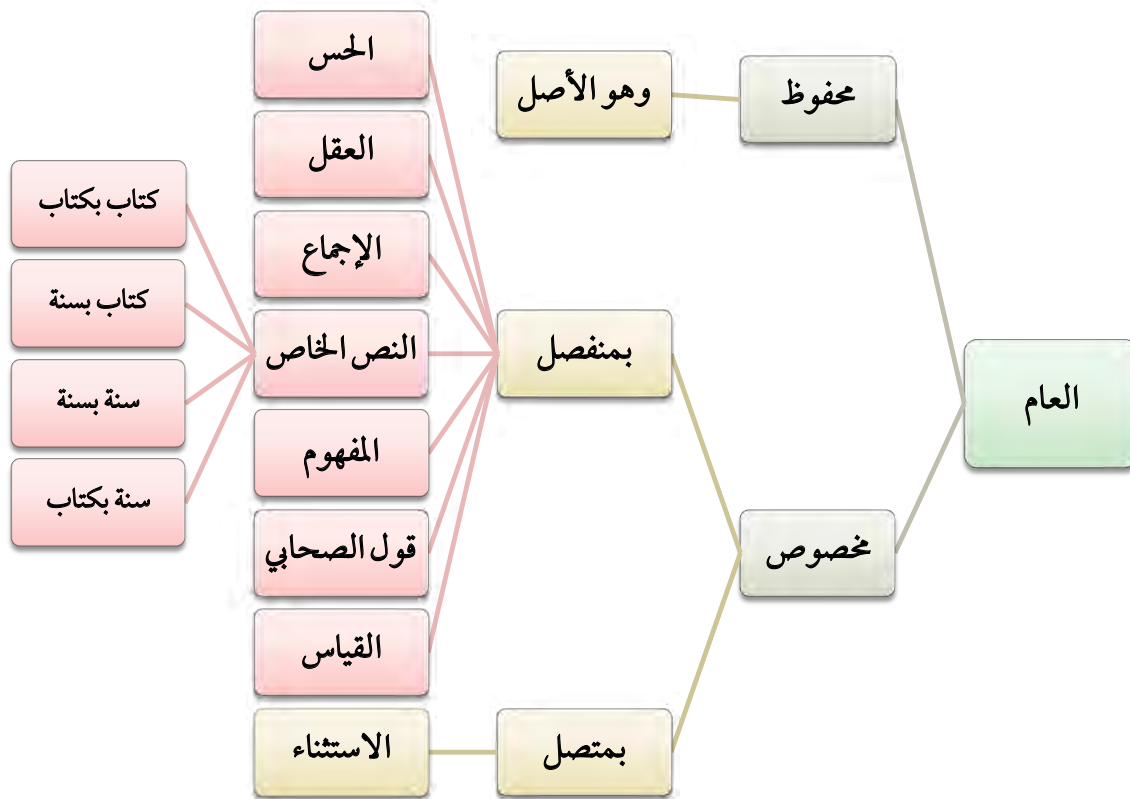 العام
محفوظ
وهو الأصل
مخصوص
بمنفصل
الحس
العقل
الإجماع
النص الخاص
كتاب بكتاب
كتاب بسنة
سنة بسنة
سنة بكتاب
المفهوم
قول الصحابي
القياس
بمتصل
الاستثناء